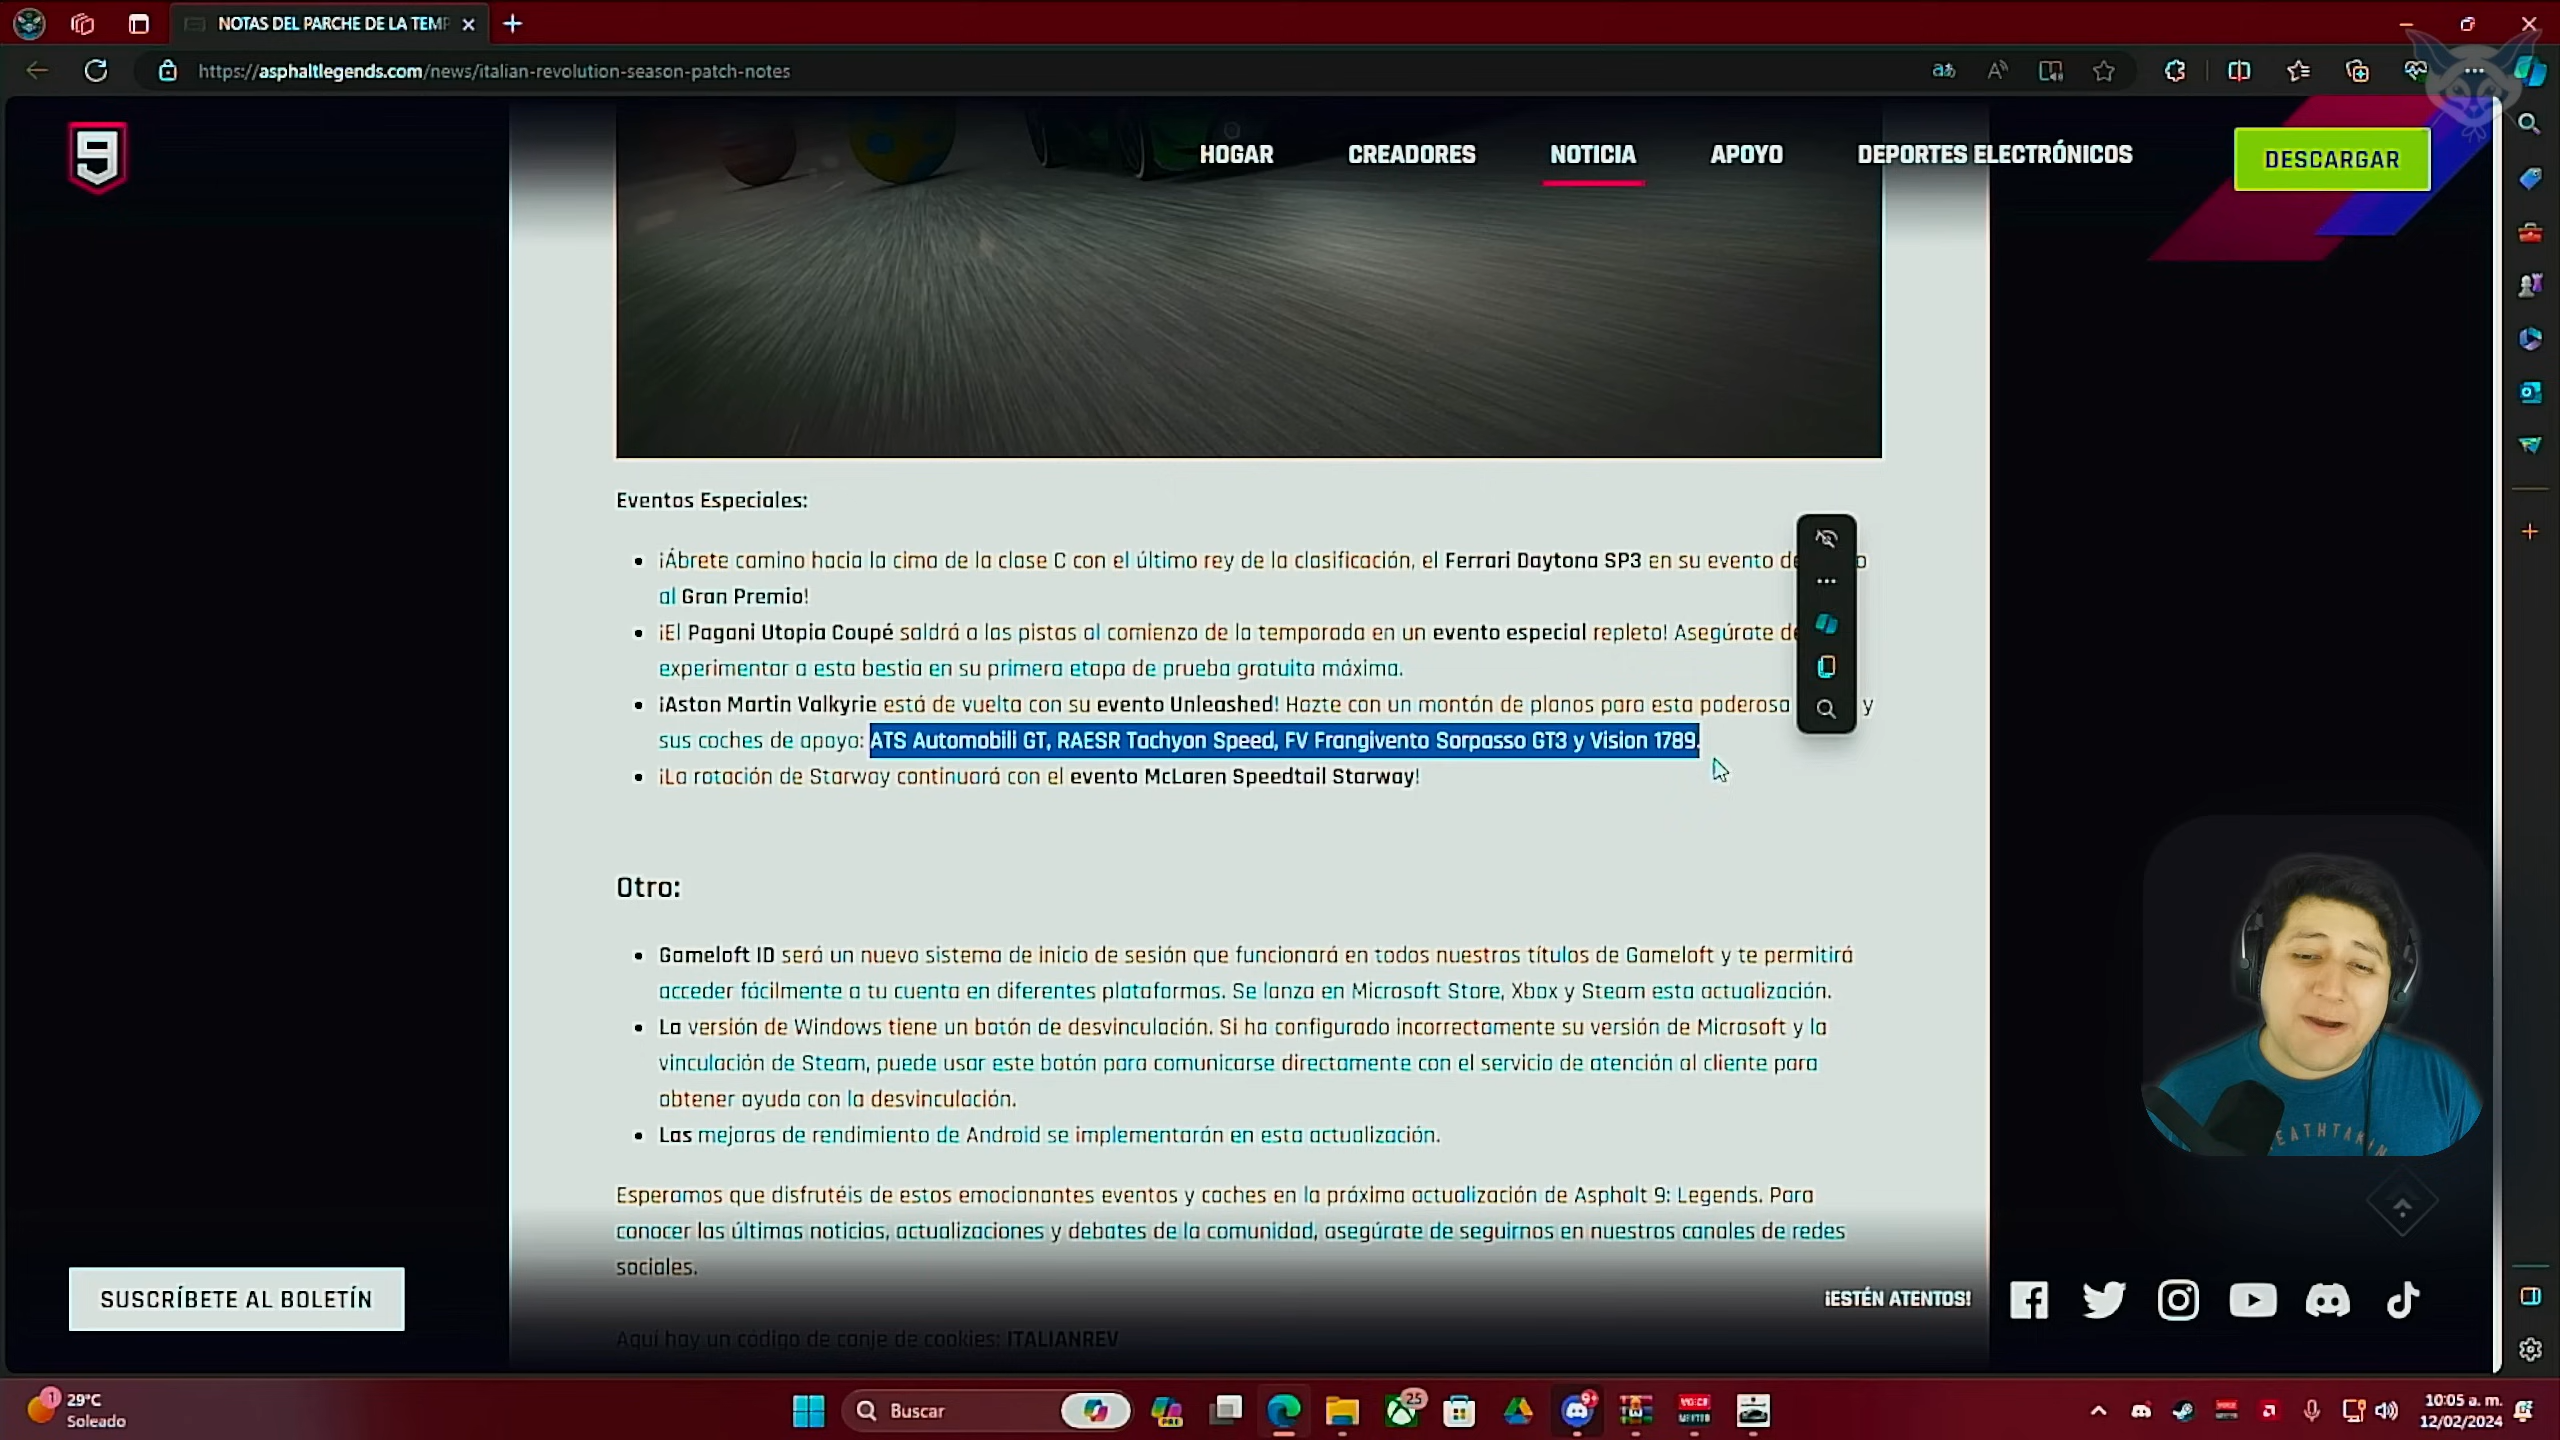 NOTAS DEL PARCHE DE LA TEMP
https://asphaltlegends.com/news/italian-revolution-season-patch-notes
9
HOGAR
CREADORES
NOTICIA
APOYO
DEPORTES ELECTRÓNICOS
DESCARGAR
Eventos Especiales:
¡Ábrete camino hacia la cima de la clase C con el último rey de la clasificación, el Ferrari Daytona SP3 en su evento
al Gran Premio!
¡El Pagani Utopia Coupé saldrá a las pistas al comienzo de la temporada en un evento especial repleto! Asegúrate de
experimentar a esta bestia en su primera etapa de prueba gratuita máxima.
¡Aston Martin Valkyrie está de vuelta con su evento Unleashed! Hazte con un montón de planos para esta poderosa y
sus coches de apoyo: ATS Automobili GT, RAESR Tachyon Speed, FV Frangivento Sorpasso GT3 y Vision 1789.
¡La rotación de Starway continuará con el evento McLaren Speedtail Starway!
Otro:
Gameloft ID será un nuevo sistema de inicio de sesión que funcionará en todos nuestros títulos de Gameloft y te permitirá
acceder fácilmente a tu cuenta en diferentes plataformas. Se lanza en Microsoft Store, Xbox y Steam esta actualización.
La versión de Windows tiene un botón de desvinculación. Si ha configurado incorrectamente su versión de Microsoft y la
vinculación de Steam, puede usar este botón para comunicarse directamente con el servicio de atención al cliente para
obtener ayuda con la desvinculación.
Las mejoras de rendimiento de Android se implementarán en esta actualización.
Esperamos que disfrutéis de estos emocionantes eventos y coches en la próxima actualización de Asphalt 9: Legends. Para
conocer las últimas noticias, actualizaciones y debates de la comunidad, asegúrate de seguirnos en nuestros canales de redes
sociales.
Aquí hay un código de canje de cookies: ITALIANREV
SUSCRÍBETE AL BOLETÍN
¡ESTÉN ATENTOS!
EATHTAKIN
1
29°C
Soleado
Buscar
PRE
25
9+
VOICE
10:05 a. m.
12/02/2024